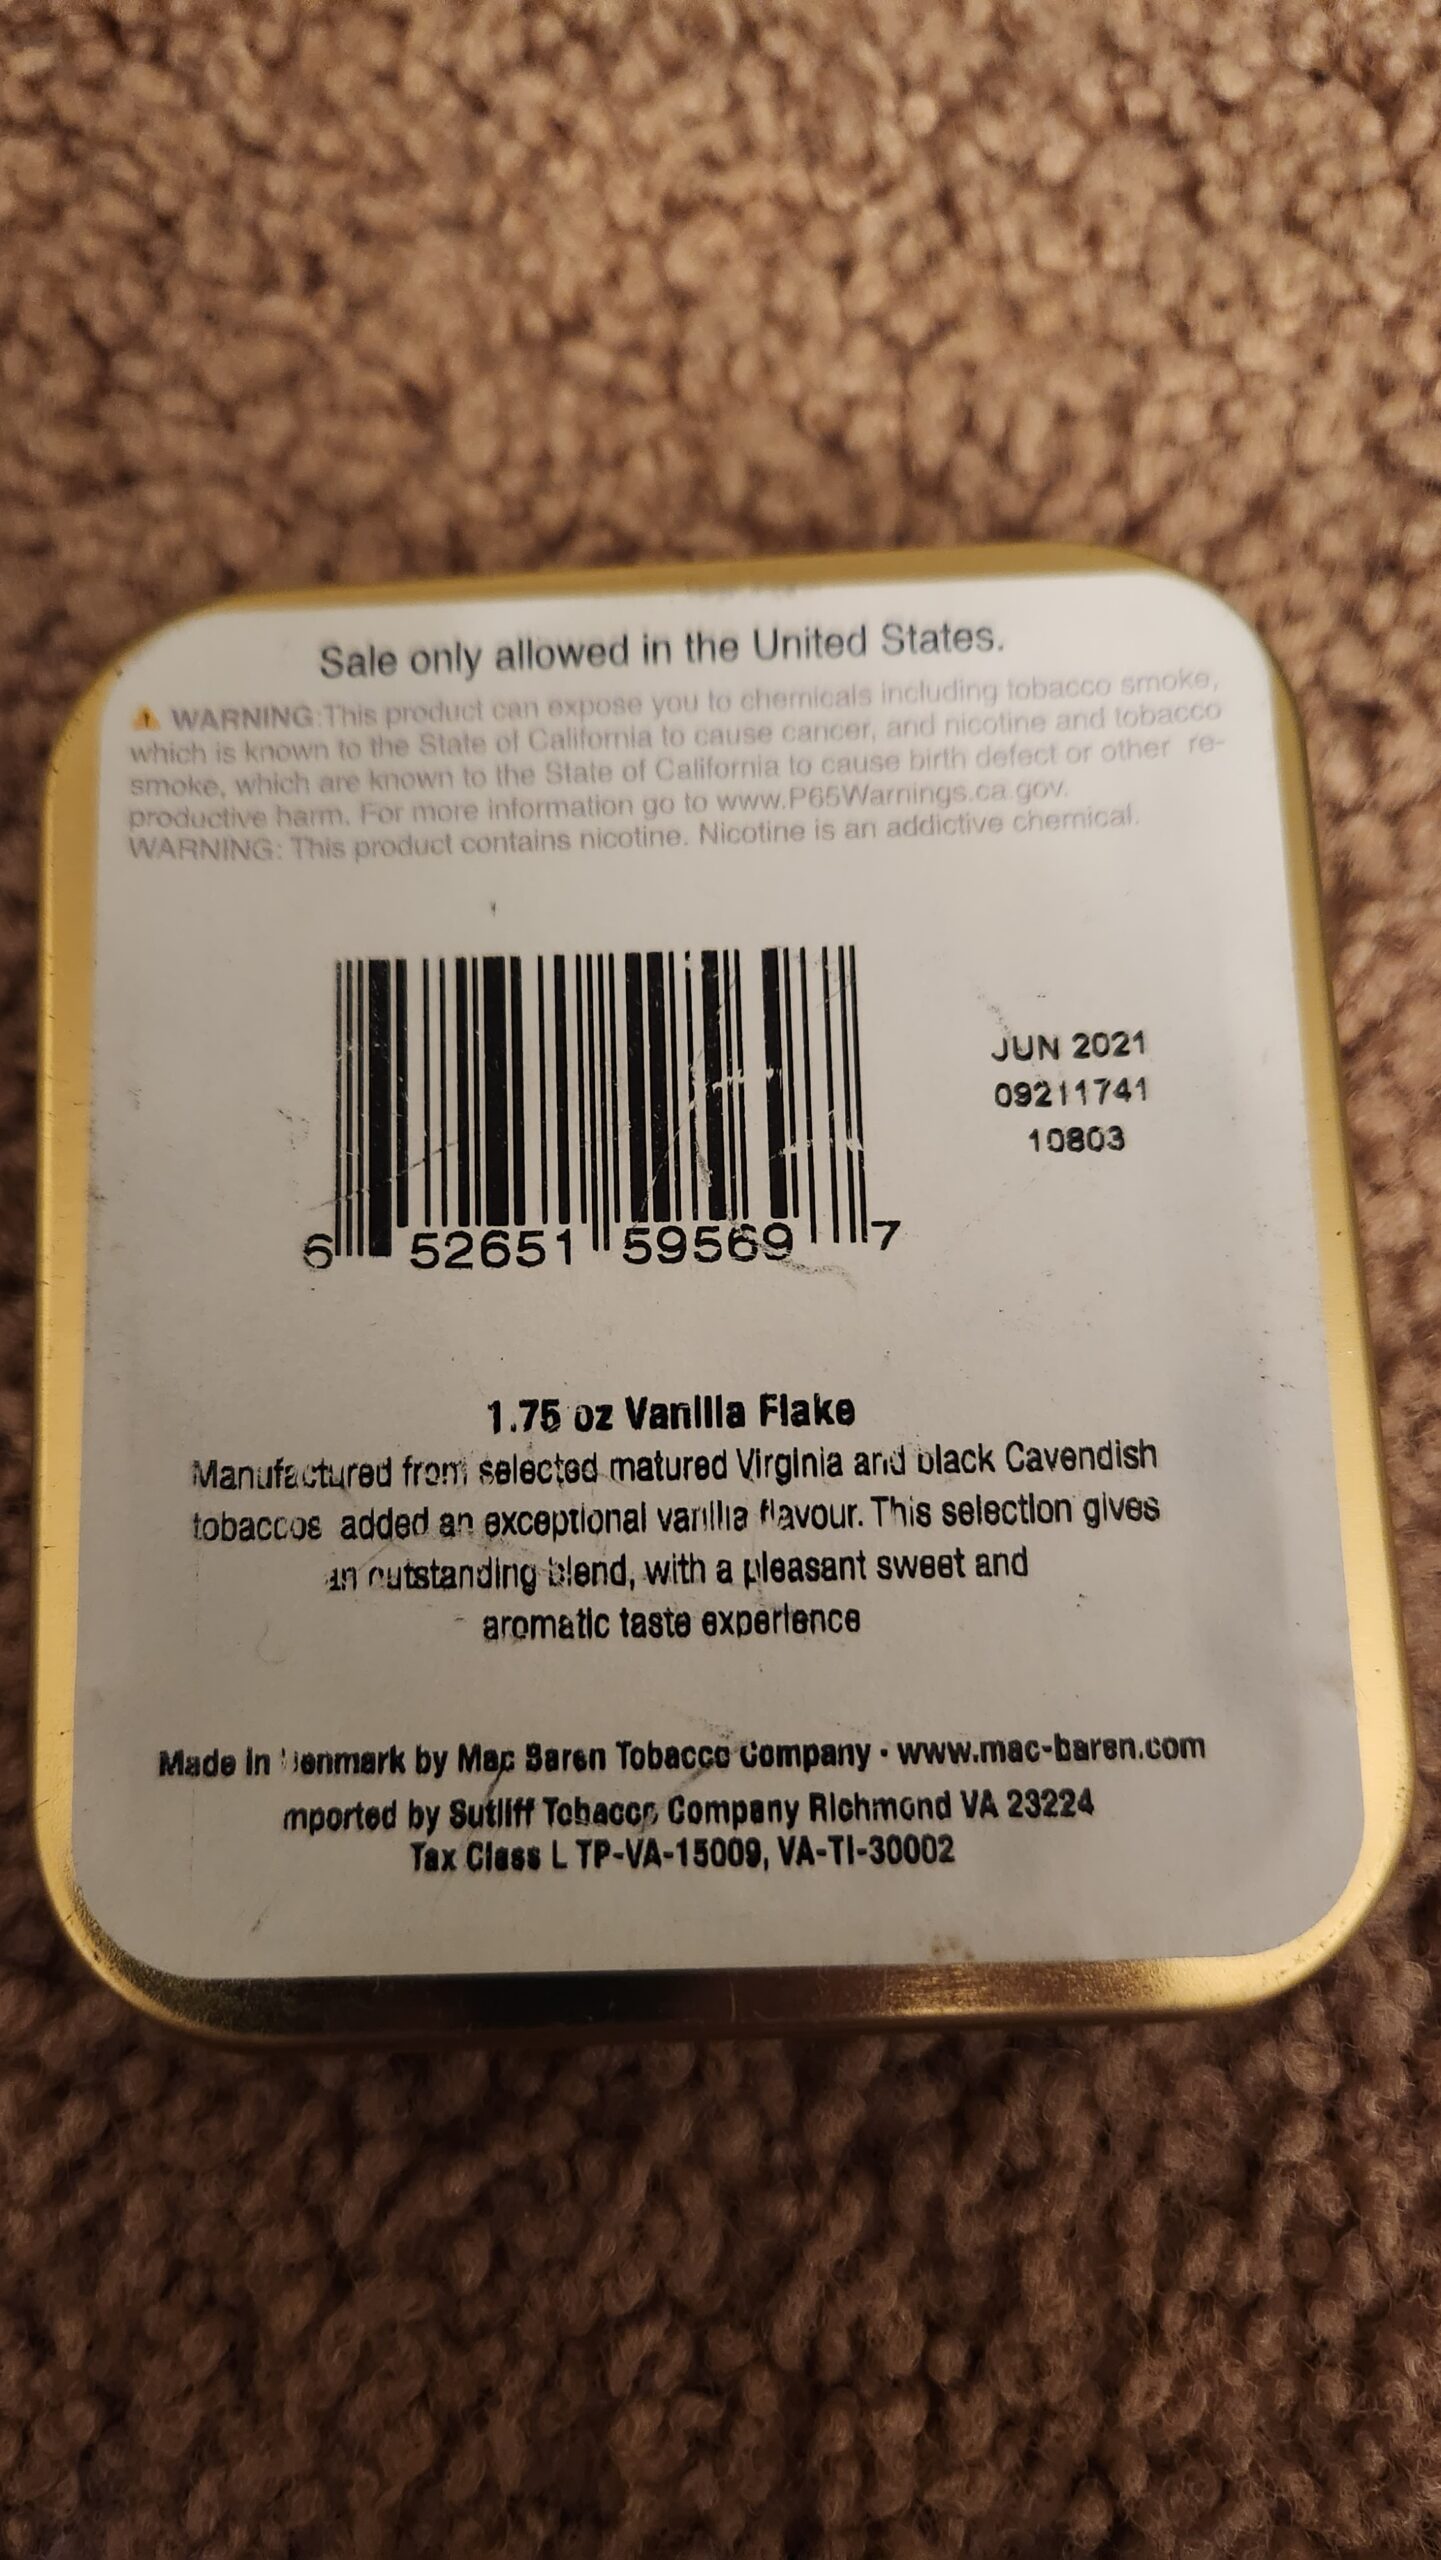 Sale only allowed in the United States.
⚠ WARNING:This product can expose you to chemicals including tobacco smoke,
which is known to the State of California to cause cancer, and nicotine and tobacco
smoke, which are known to the State of California to cause birth defect or other re-
productive harm. For more information go to www.P65Warnings.ca.gov.
WARNING: This product contains nicotine. Nicotine is an addictive chemical.
JUN 2021
09211741
10803
6 52651 59569 7
1.75 oz Vanilla Flake
Manufactured from selected matured Virginia and black Cavendish
tobaccos added an exceptional vanilla flavour. This selection gives
an outstanding blend, with a pleasant sweet and
aromatic taste experience
Made in Denmark by Mac Baren Tobacco Company · www.mac-baren.com
mported by Sutliff Tobacco Company Richmond VA 23224
Tax Class L TP-VA-15009, VA-TI-30002